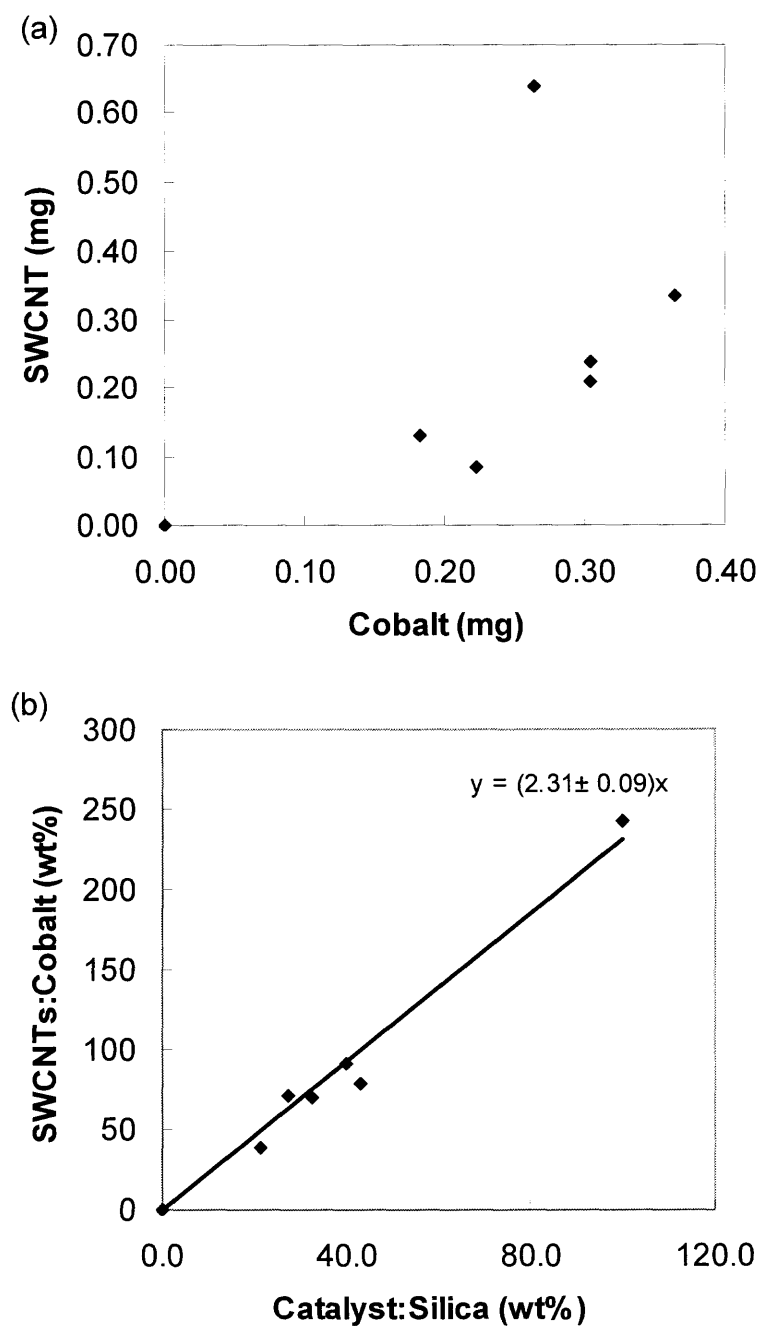 (a)
0.70
0.60
0.50
0.40
0.30
0.20
0.10
0.00
SWCNT (mg)
0.00 0.10 0.20 0.30 0.40
Cobalt (mg)
(b)
300
250
200
150
100
50
0
SWCNTs:Cobalt (wt%)
y = (2.31± 0.09)x
0.0 40.0 80.0 120.0
Catalyst:Silica (wt%)